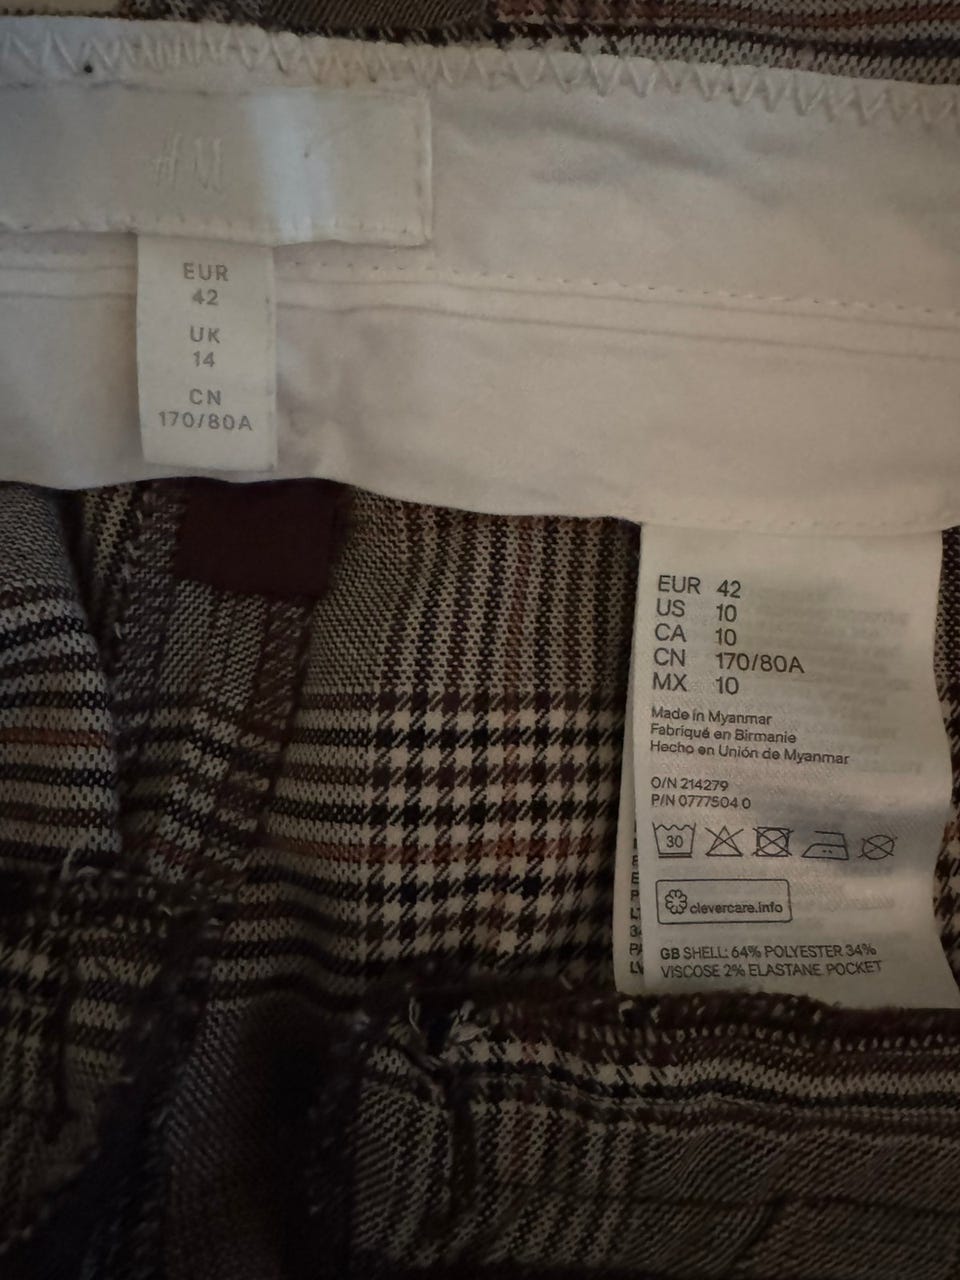 H M
EUR
42
UK
14
CN
170/80A
EUR 42
US 10
CA 10
CN 170/80A
MX 10
Made in Myanmar
Fabriqué en Birmanie
Hecho en Unión de Myanmar
O/N 214279
P/N 0777504 0
30
clevercare.info
GB SHELL: 64% POLYESTER 34%
VISCOSE 2% ELASTANE POCKET